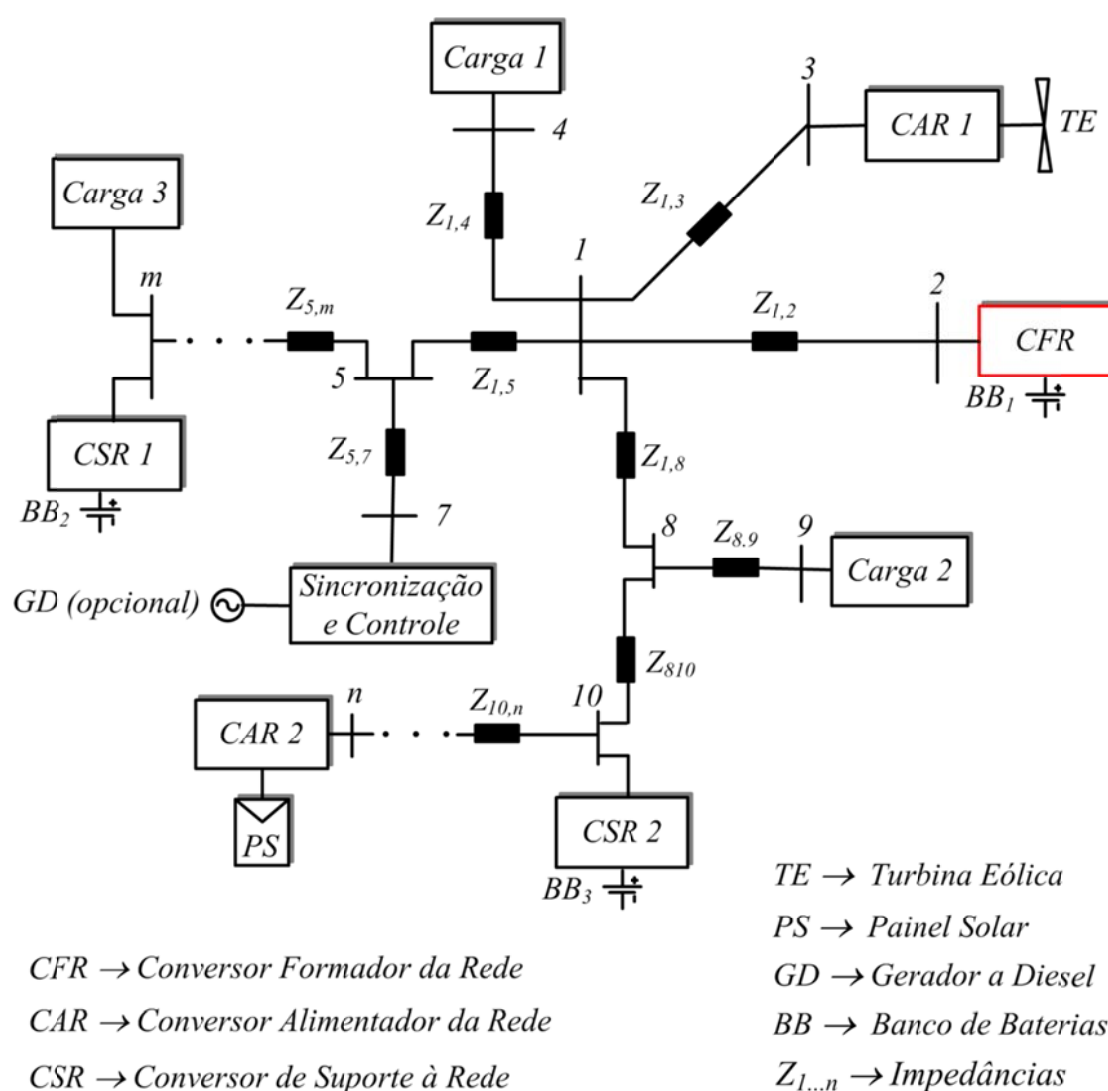 Carga 1
3
CAR 1
TE
4
Carga 3
Z1,4
Z1,3
m
1
Z5,m
Z1,2
2
CFR
5
Z1,5
BB1
CSR 1
Z5,7
Z1,8
BB2
7
8
Z8.9
9
Carga 2
GD (opcional)
Sincronização
e Controle
Z810
n
Z10,n
10
CAR 2
PS
CSR 2
BB3
TE → Turbina Eólica
PS → Painel Solar
CFR → Conversor Formador da Rede
GD → Gerador a Diesel
CAR → Conversor Alimentador da Rede
BB → Banco de Baterias
CSR → Conversor de Suporte à Rede
Z1...n → Impedâncias